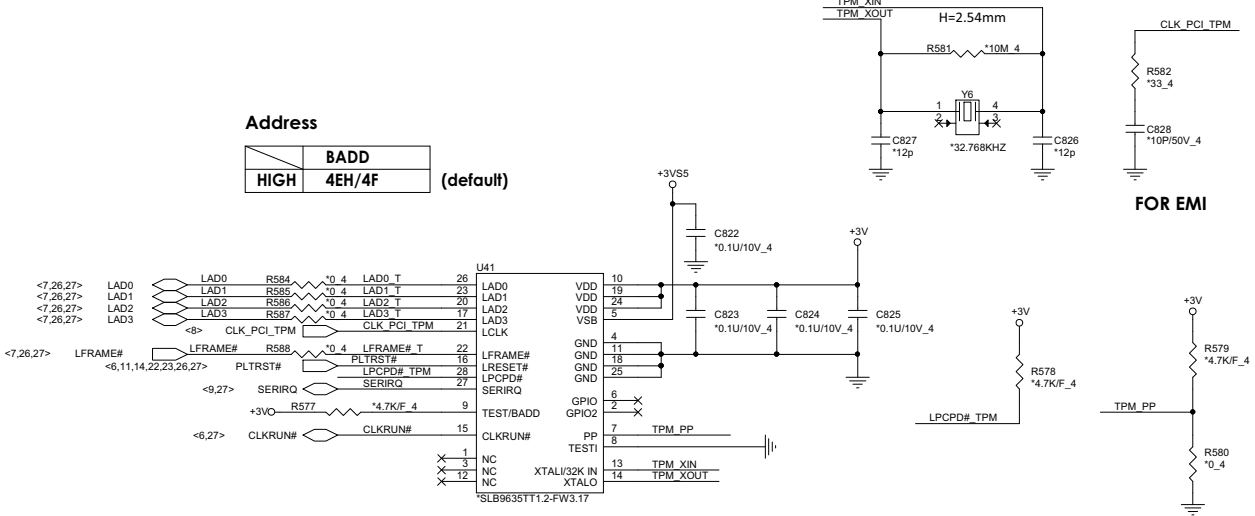 TPM_XIN
TPM_XOUT
H=2.54mm
R581 *10M_4
Y6
1 4
2 3
*32.768KHZ
C827
*12p
C826
*12p
CLK_PCI_TPM
R582
*33_4
C828
*10P/50V_4
FOR EMI
Address
BADD
HIGH 4EH/4F (default)
+3VS5
C822
*0.1U/10V_4
+3V
C823
*0.1U/10V_4
C824
*0.1U/10V_4
C825
*0.1U/10V_4
U41
<7,26,27> LAD0 LAD0 R584 *0_4 LAD0_T 26 LAD0
<7,26,27> LAD1 LAD1 R585 *0_4 LAD1_T 23 LAD1
<7,26,27> LAD2 LAD2 R586 *0_4 LAD2_T 20 LAD2
<7,26,27> LAD3 LAD3 R587 *0_4 LAD3_T 17 LAD3
<8> CLK_PCI_TPM CLK_PCI_TPM 21 LCLK
<7,26,27> LFRAME# LFRAME# R588 *0_4 LFRAME#_T 22 LFRAME#
<6,11,14,22,23,26,27> PLTRST# PLTRST# 16 LRESET#
LPCPD#_TPM 28 LPCPD#
<9,27> SERIRQ SERIRQ 27 SERIRQ
+3V R577 *4.7K/F_4 9 TEST/BADD
<6,27> CLKRUN# CLKRUN# 15 CLKRUN#
1 NC
3 NC
12 NC
VDD 10
VDD 19
VDD 24
VSB 5
GND 4
GND 11
GND 18
GND 25
GPIO 6
GPIO2 2
PP 7 TPM_PP
TESTI 8
XTALI/32K IN 13 TPM_XIN
XTALO 14 TPM_XOUT
*SLB9635TT1.2-FW3.17
+3V
R578
*4.7K/F_4
LPCPD#_TPM
+3V
R579
*4.7K/F_4
TPM_PP
R580
*0_4